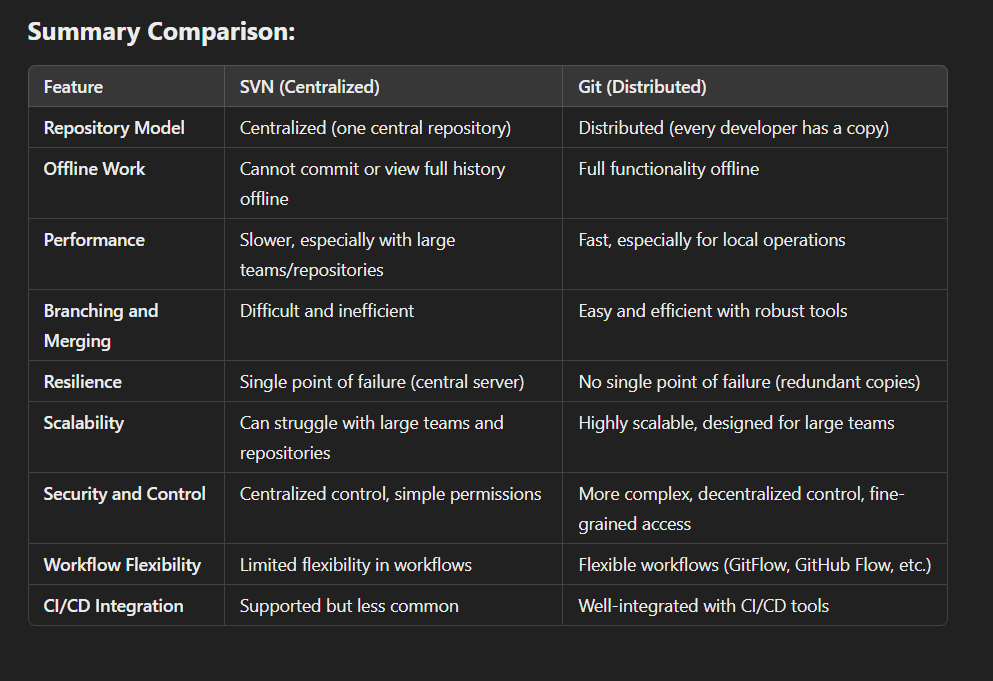 Summary Comparison:
Feature SVN (Centralized) Git (Distributed)
Repository Model Centralized (one central repository) Distributed (every developer has a copy)
Offline Work Cannot commit or view full history Full functionality offline
offline
Performance Slower, especially with large Fast, especially for local operations
teams/repositories
Branching and Difficult and inefficient Easy and efficient with robust tools
Merging
Resilience Single point of failure (central server) No single point of failure (redundant copies)
Scalability Can struggle with large teams and Highly scalable, designed for large teams
repositories
Security and Control Centralized control, simple permissions More complex, decentralized control, fine-
grained access
Workflow Flexibility Limited flexibility in workflows Flexible workflows (GitFlow, GitHub Flow, etc.)
CI/CD Integration Supported but less common Well-integrated with CI/CD tools